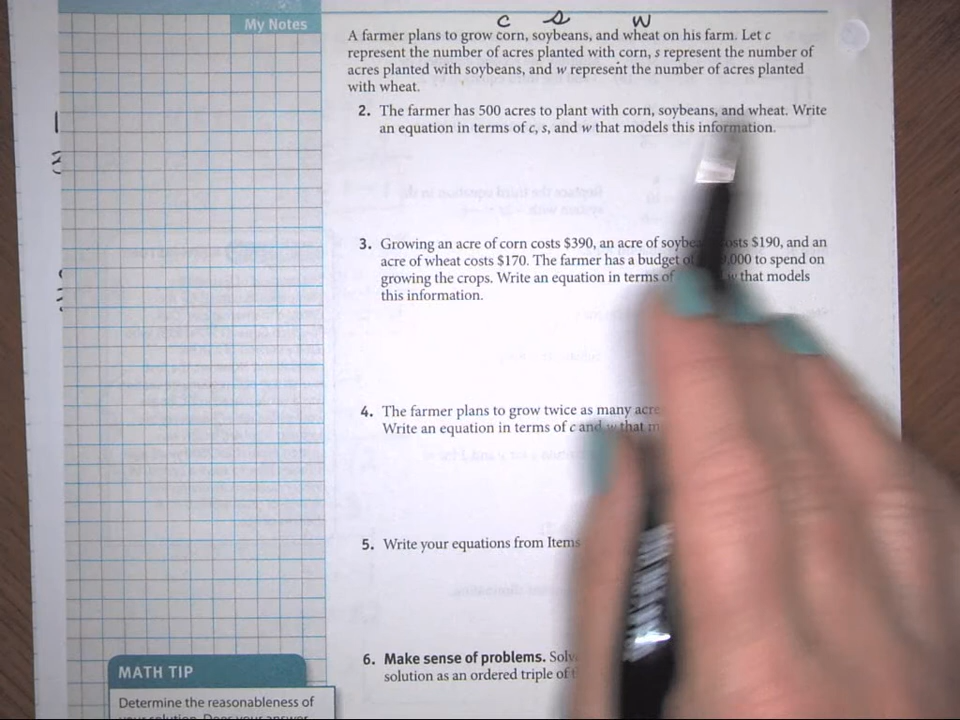 My Notes
c s w
A farmer plans to grow corn, soybeans, and wheat on his farm. Let c
represent the number of acres planted with corn, s represent the number of
acres planted with soybeans, and w represent the number of acres planted
with wheat.
2. The farmer has 500 acres to plant with corn, soybeans, and wheat. Write
an equation in terms of c, s, and w that models this information.
3. Growing an acre of corn costs $390, an acre of costs $190, and an
acre of wheat costs $170. The farmer has a budget of to spend on
growing the crops. Write an equation in terms of w that models
this information.
4. The farmer plans to grow twice as many
Write an equation in terms of c and w that
5. Write your equations from Items
6. Make sense of problems.
solution as an ordered triple of
MATH TIP
Determine the reasonableness of